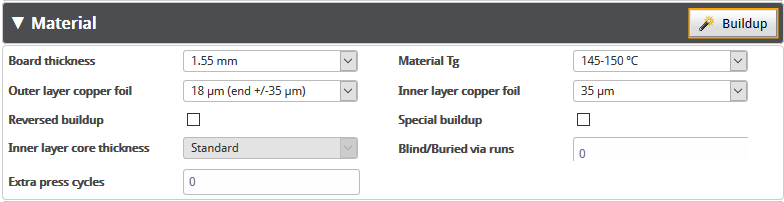 ▼ Material
Buildup
Board thickness 1.55 mm Material Tg 145-150 °C
Outer layer copper foil 18 µm (end +/-35 µm) Inner layer copper foil 35 µm
Reversed buildup Special buildup
Inner layer core thickness Standard Blind/Buried via runs 0
Extra press cycles 0